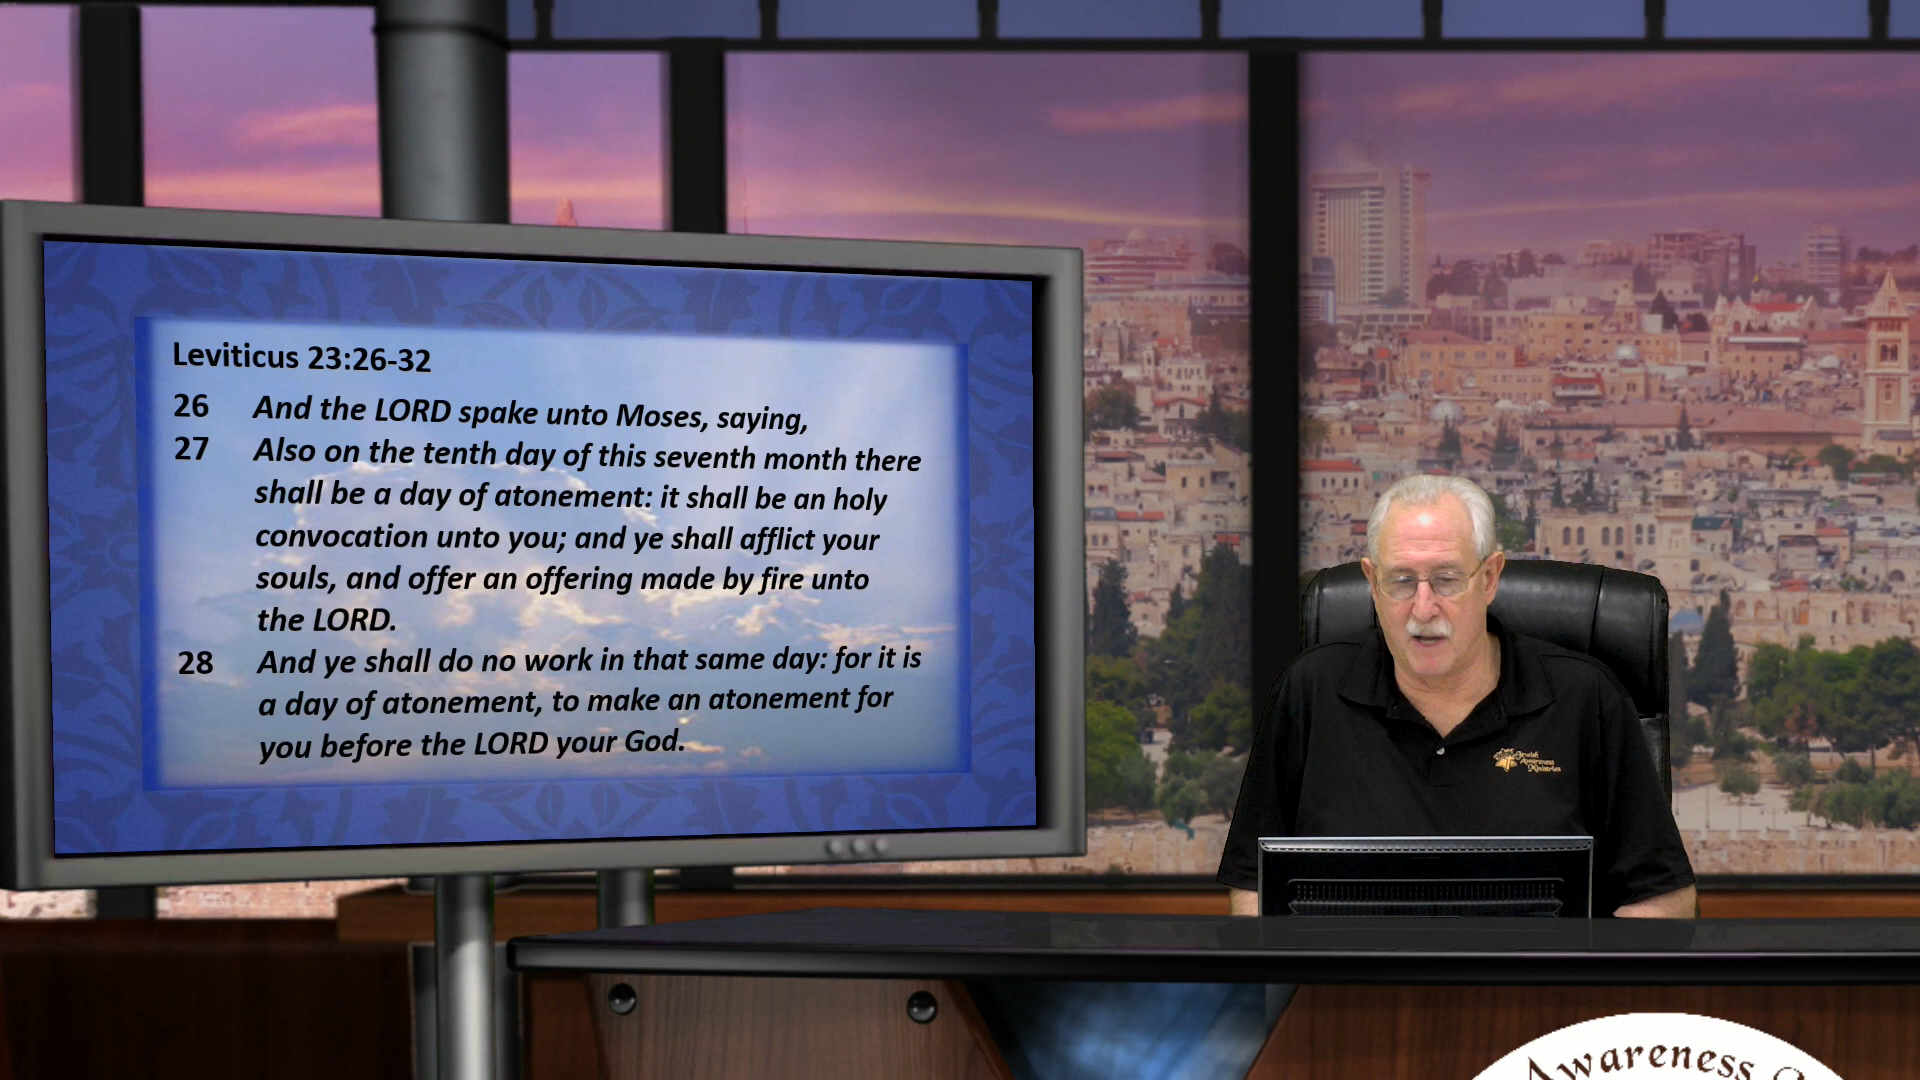 Leviticus 23:26-32
26 And the LORD spake unto Moses, saying,
27 Also on the tenth day of this seventh month there
shall be a day of atonement: it shall be an holy
convocation unto you; and ye shall afflict your
souls, and offer an offering made by fire unto
the LORD.
28 And ye shall do no work in that same day: for it is
a day of atonement, to make an atonement for
you before the LORD your God.
Jewish
Awareness
Ministries
Awareness